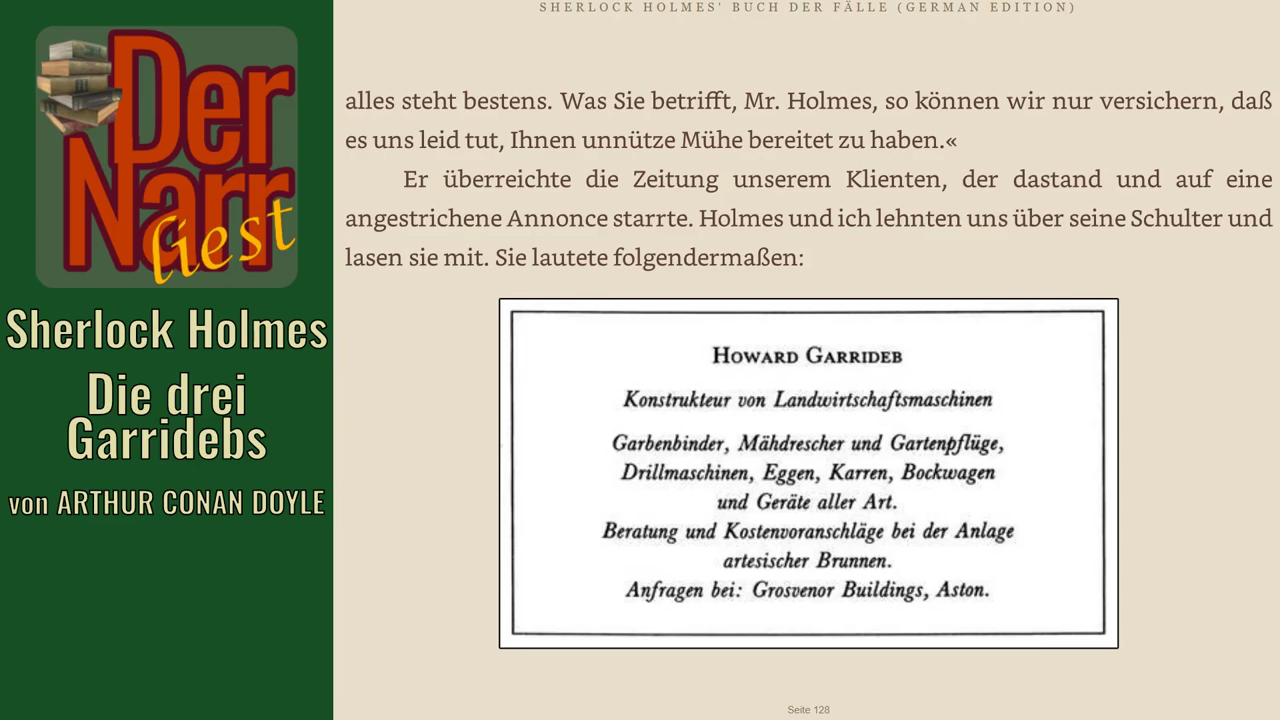 Der
Narr
liest
Sherlock Holmes
Die drei
Garridebs
von ARTHUR CONAN DOYLE
SHERLOCK HOLMES' BUCH DER FÄLLE (GERMAN EDITION)
alles steht bestens. Was Sie betrifft, Mr. Holmes, so können wir nur versichern, daß
es uns leid tut, Ihnen unnütze Mühe bereitet zu haben.«
Er überreichte die Zeitung unserem Klienten, der dastand und auf eine
angestrichene Annonce starrte. Holmes und ich lehnten uns über seine Schulter und
lasen sie mit. Sie lautete folgendermaßen:
HOWARD GARRIDEB
Konstrukteur von Landwirtschaftsmaschinen
Garbenbinder, Mähdrescher und Gartenpflüge,
Drillmaschinen, Eggen, Karren, Bockwagen
und Geräte aller Art.
Beratung und Kostenvoranschläge bei der Anlage
artesischer Brunnen.
Anfragen bei: Grosvenor Buildings, Aston.
Seite 128